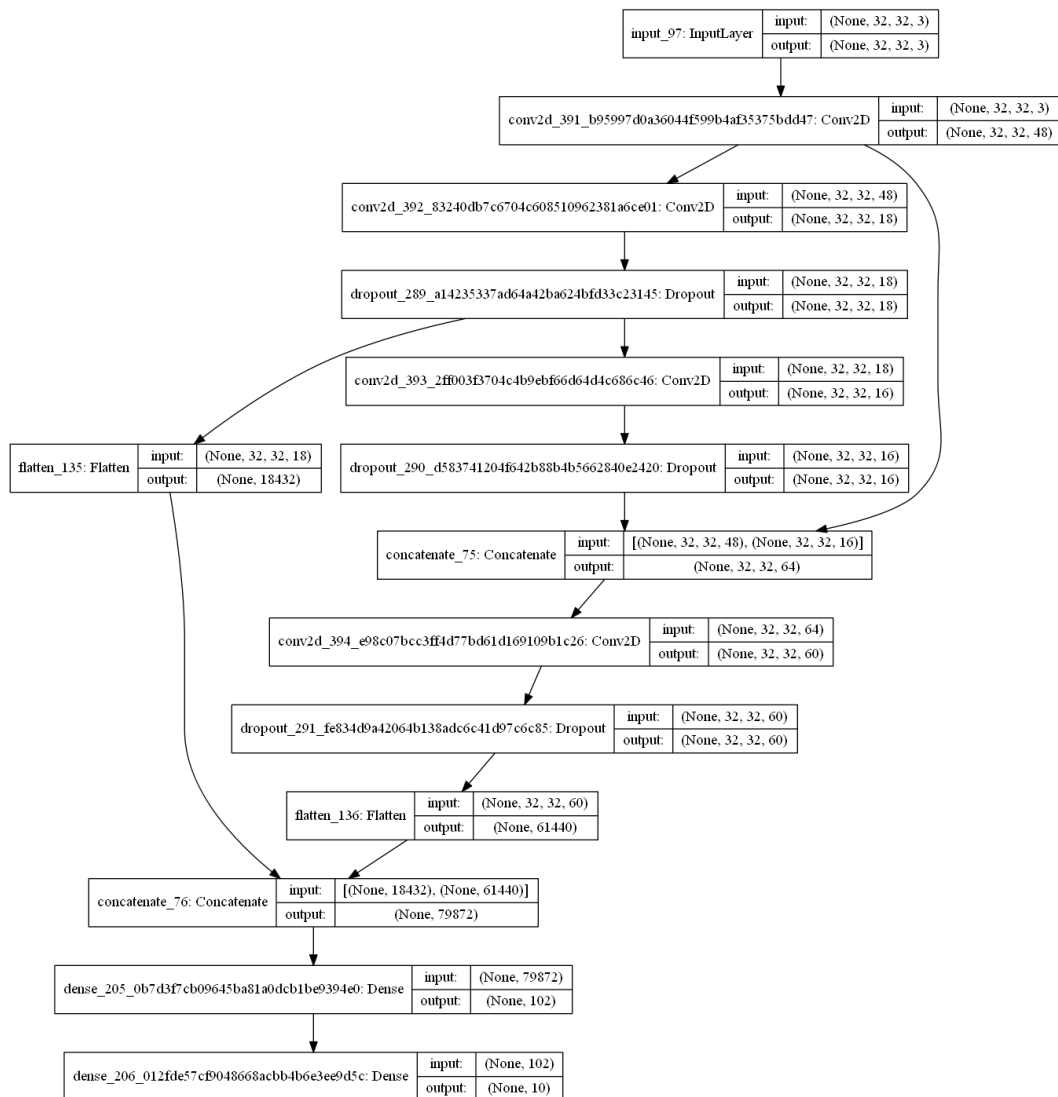 input_97: InputLayer
input: (None, 32, 32, 3)
output: (None, 32, 32, 3)
conv2d_391_b95997d0a36044f599b4af35375bdd47: Conv2D
input: (None, 32, 32, 3)
output: (None, 32, 32, 48)
conv2d_392_83240db7c6704c608510962381a6ce01: Conv2D
input: (None, 32, 32, 48)
output: (None, 32, 32, 18)
dropout_289_a14235337ad64a42ba624bfd33c23145: Dropout
input: (None, 32, 32, 18)
output: (None, 32, 32, 18)
conv2d_393_2ff003f3704c4b9ebf66d64d4c686c46: Conv2D
input: (None, 32, 32, 18)
output: (None, 32, 32, 16)
flatten_135: Flatten
input: (None, 32, 32, 18)
output: (None, 18432)
dropout_290_d583741204f642b88b4b5662840e2420: Dropout
input: (None, 32, 32, 16)
output: (None, 32, 32, 16)
concatenate_75: Concatenate
input: [(None, 32, 32, 48), (None, 32, 32, 16)]
output: (None, 32, 32, 64)
conv2d_394_e98c07bcc3ff4d77bd61d169109b1c26: Conv2D
input: (None, 32, 32, 64)
output: (None, 32, 32, 60)
dropout_291_fe834d9a42064b138adc6c41d97c6c85: Dropout
input: (None, 32, 32, 60)
output: (None, 32, 32, 60)
flatten_136: Flatten
input: (None, 32, 32, 60)
output: (None, 61440)
concatenate_76: Concatenate
input: [(None, 18432), (None, 61440)]
output: (None, 79872)
dense_205_0b7d3f7cb09645ba81a0dcb1be9394e0: Dense
input: (None, 79872)
output: (None, 102)
dense_206_012fde57cf9048668acbb4b6e3ee9d5c: Dense
input: (None, 102)
output: (None, 10)